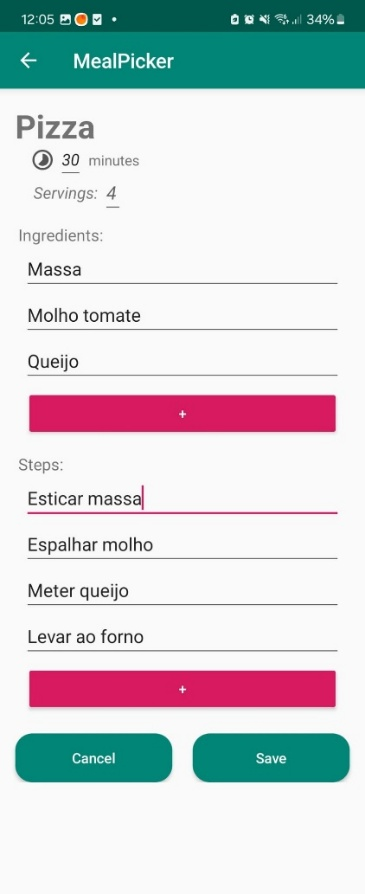 12:05
34%
MealPicker
Pizza
30 minutes
Servings: 4
Ingredients:
Massa
Molho tomate
Queijo
+
Steps:
Esticar massa
Espalhar molho
Meter queijo
Levar ao forno
+
Cancel
Save